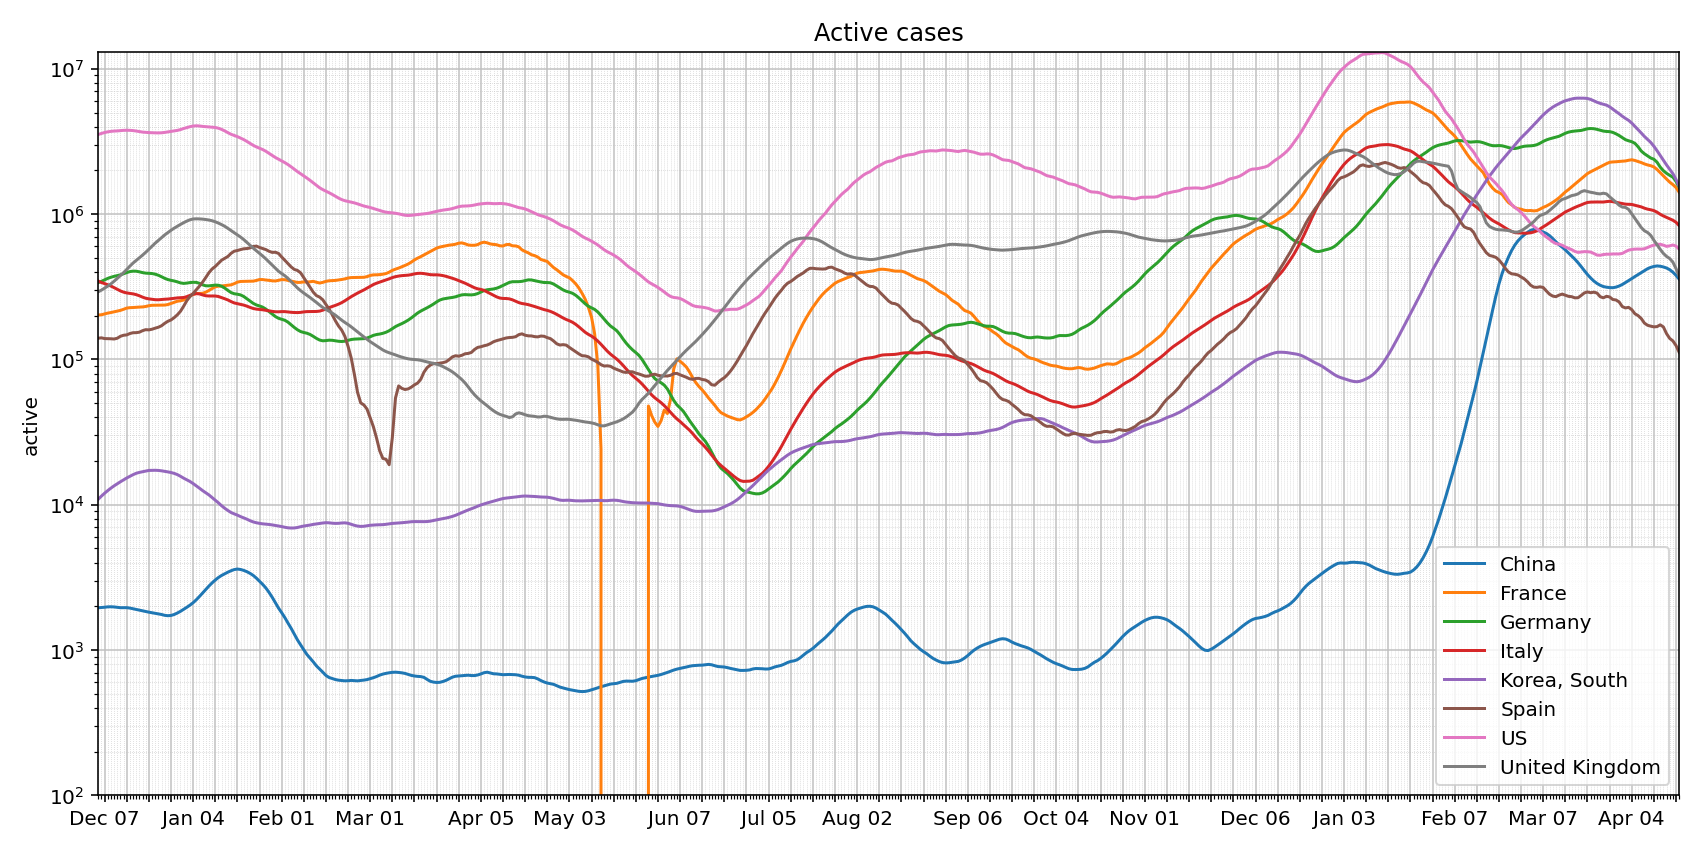 Active cases
10^7
10^6
10^5
10^4
10^3
10^2
active
Dec 07 Jan 04 Feb 01 Mar 01 Apr 05 May 03 Jun 07 Jul 05 Aug 02 Sep 06 Oct 04 Nov 01 Dec 06 Jan 03 Feb 07 Mar 07 Apr 04
China
France
Germany
Italy
Korea, South
Spain
US
United Kingdom